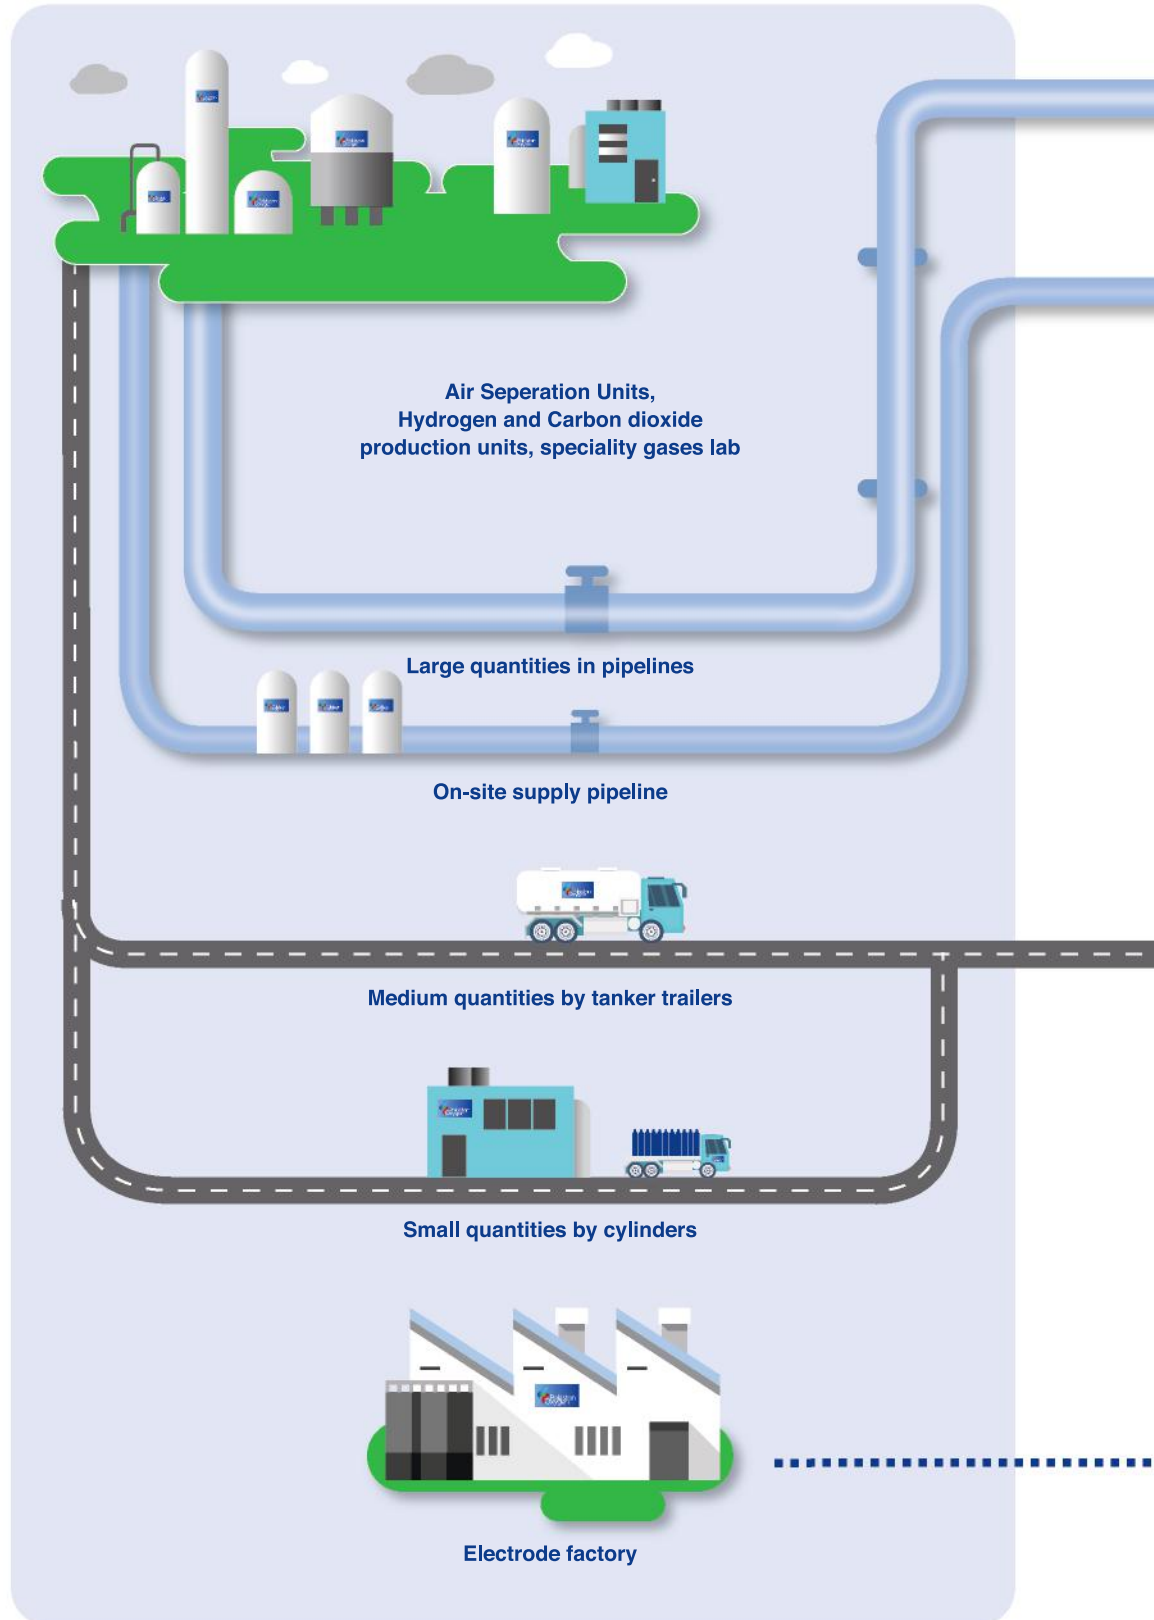 Air Seperation Units,
Hydrogen and Carbon dioxide
production units, speciality gases lab
Large quantities in pipelines
On-site supply pipeline
Medium quantities by tanker trailers
Small quantities by cylinders
Electrode factory